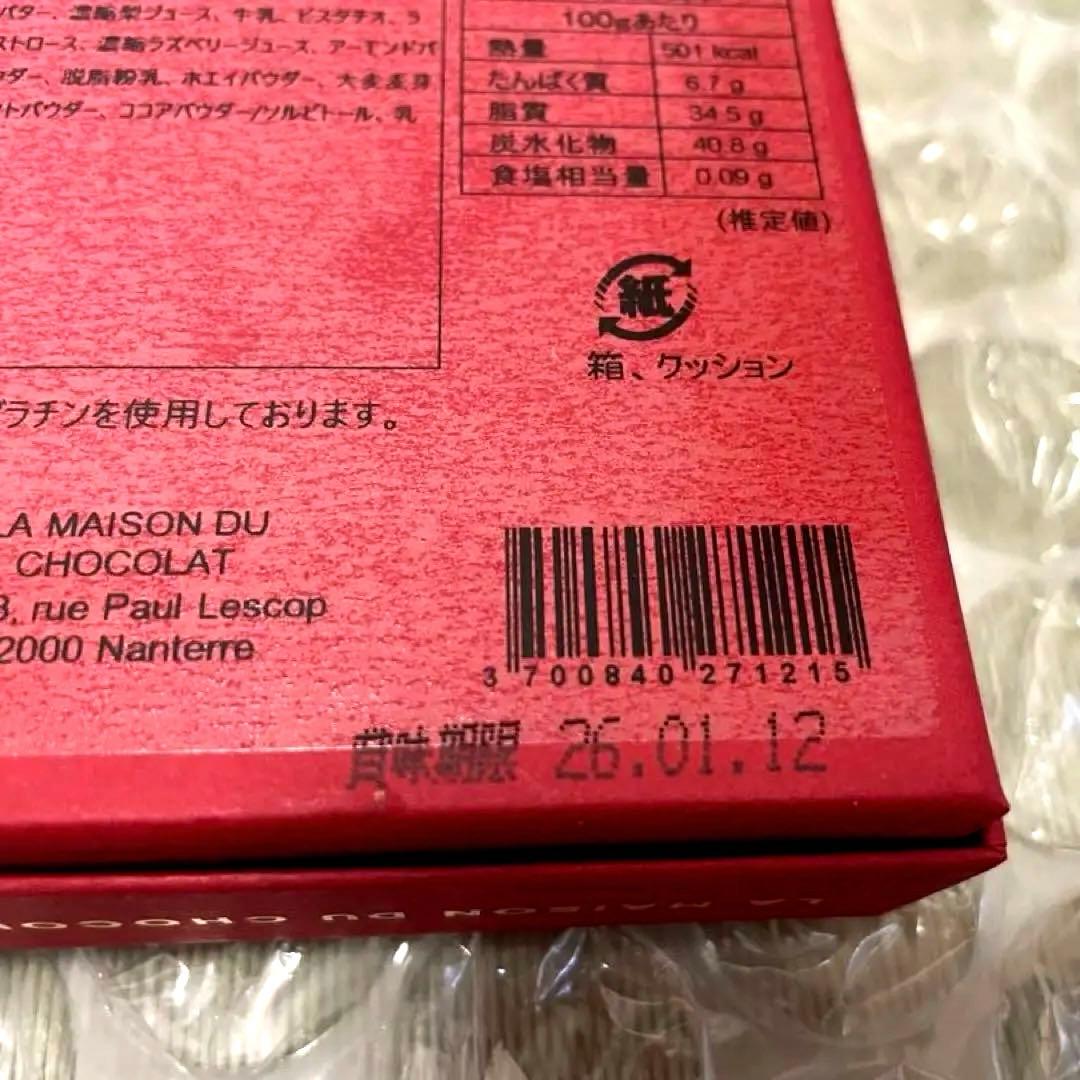 バター、濃縮梨ジュース、牛乳、ピスタチオ、ラ
ストロース、濃縮ラズベリージュース、アーモンドパ
ダー、脱脂粉乳、ホエイパウダー、大麦麦芽
トパウダー、ココアパウダー/ソルビトール、乳
100gあたり
熱量 501 kcal
たんぱく質 6.7 g
脂質 34.5 g
炭水化物 40.8 g
食塩相当量 0.09 g
(推定値)
紙
箱、クッション
ゼラチンを使用しております。
LA MAISON DU
CHOCOLAT
8, rue Paul Lescop
2000 Nanterre
3 700840 271215
賞味期限 26.01.12
LA MAISON DU CHOCO